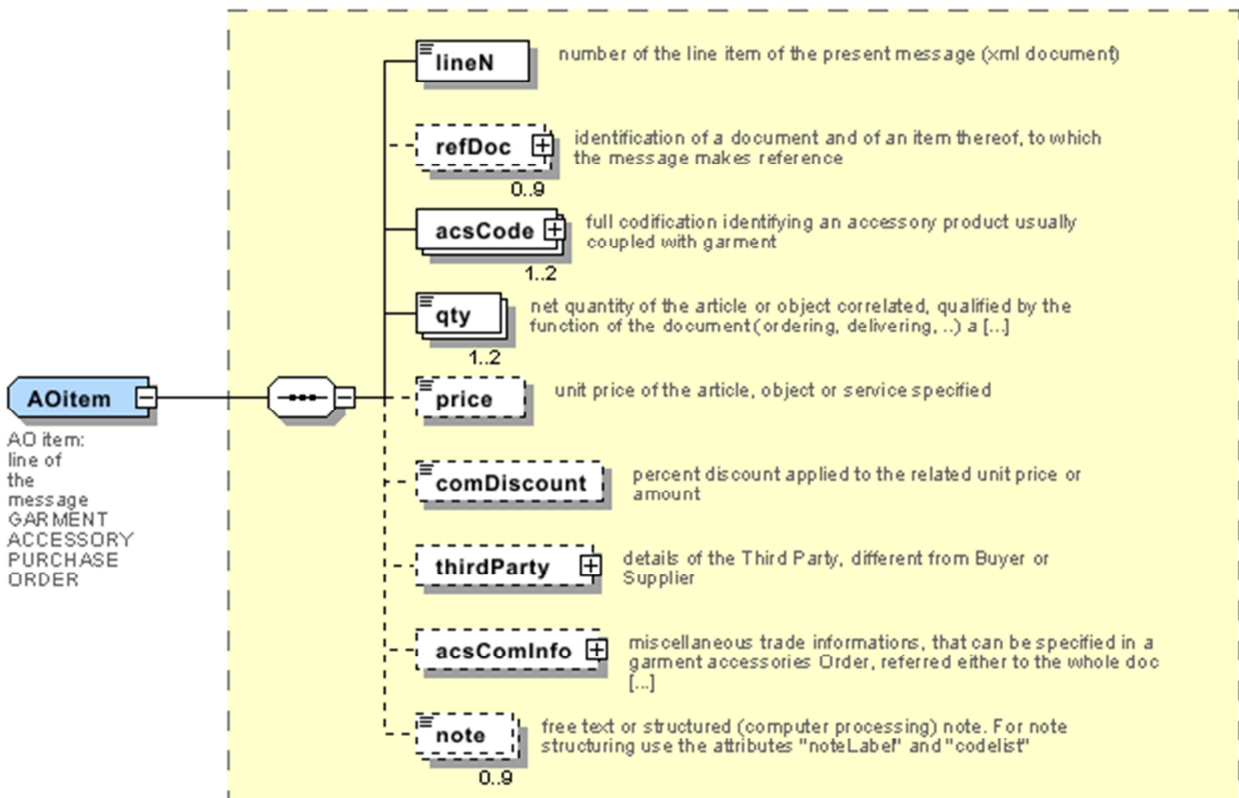 lineN
number of the line item of the present message (xml document)
refDoc
identification of a document and of an item thereof, to which
the message makes reference
0..9
acsCode
full codification identifying an accessory product usually
coupled with garment
1..2
qty
net quantity of the article or object correlated, qualified by the
function of the document (ordering, delivering, ..) a [...]
1..2
AOitem
AO item:
line of
the
message
GARMENT
ACCESSORY
PURCHASE
ORDER
price
unit price of the article, object or service specified
comDiscount
percent discount applied to the related unit price or
amount
thirdParty
details of the Third Party, different from Buyer or
Supplier
acsComInfo
miscellaneous trade informations, that can be specified in a
garment accessories Order, referred either to the whole doc
[...]
note
free text or structured (computer processing) note. For note
structuring use the attributes "noteLabel" and "codelist"
0..9